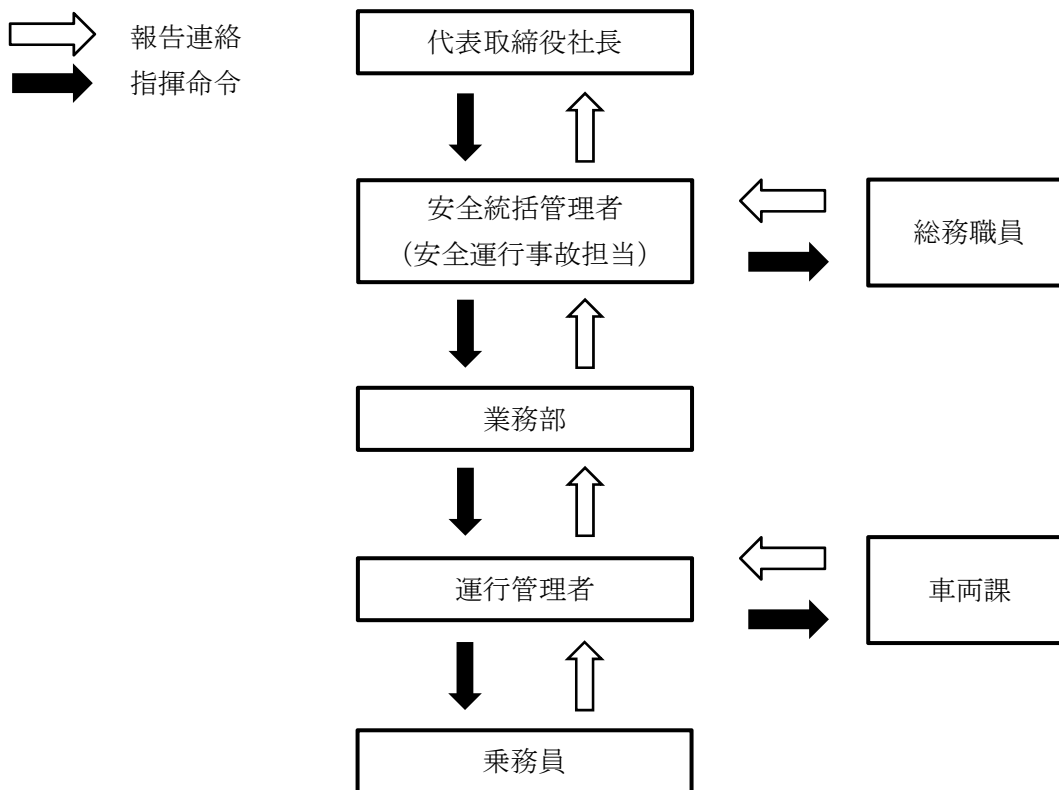 報告連絡
指揮命令
代表取締役社長
安全統括管理者
（安全運行事故担当）
総務職員
業務部
運行管理者
車両課
乗務員